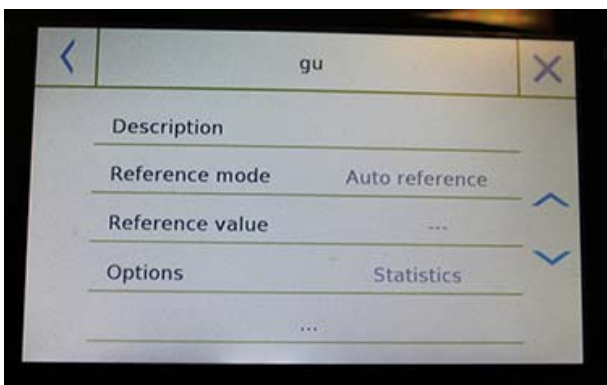 gu
Description
Reference mode Auto reference
Reference value ---
Options Statistics
...